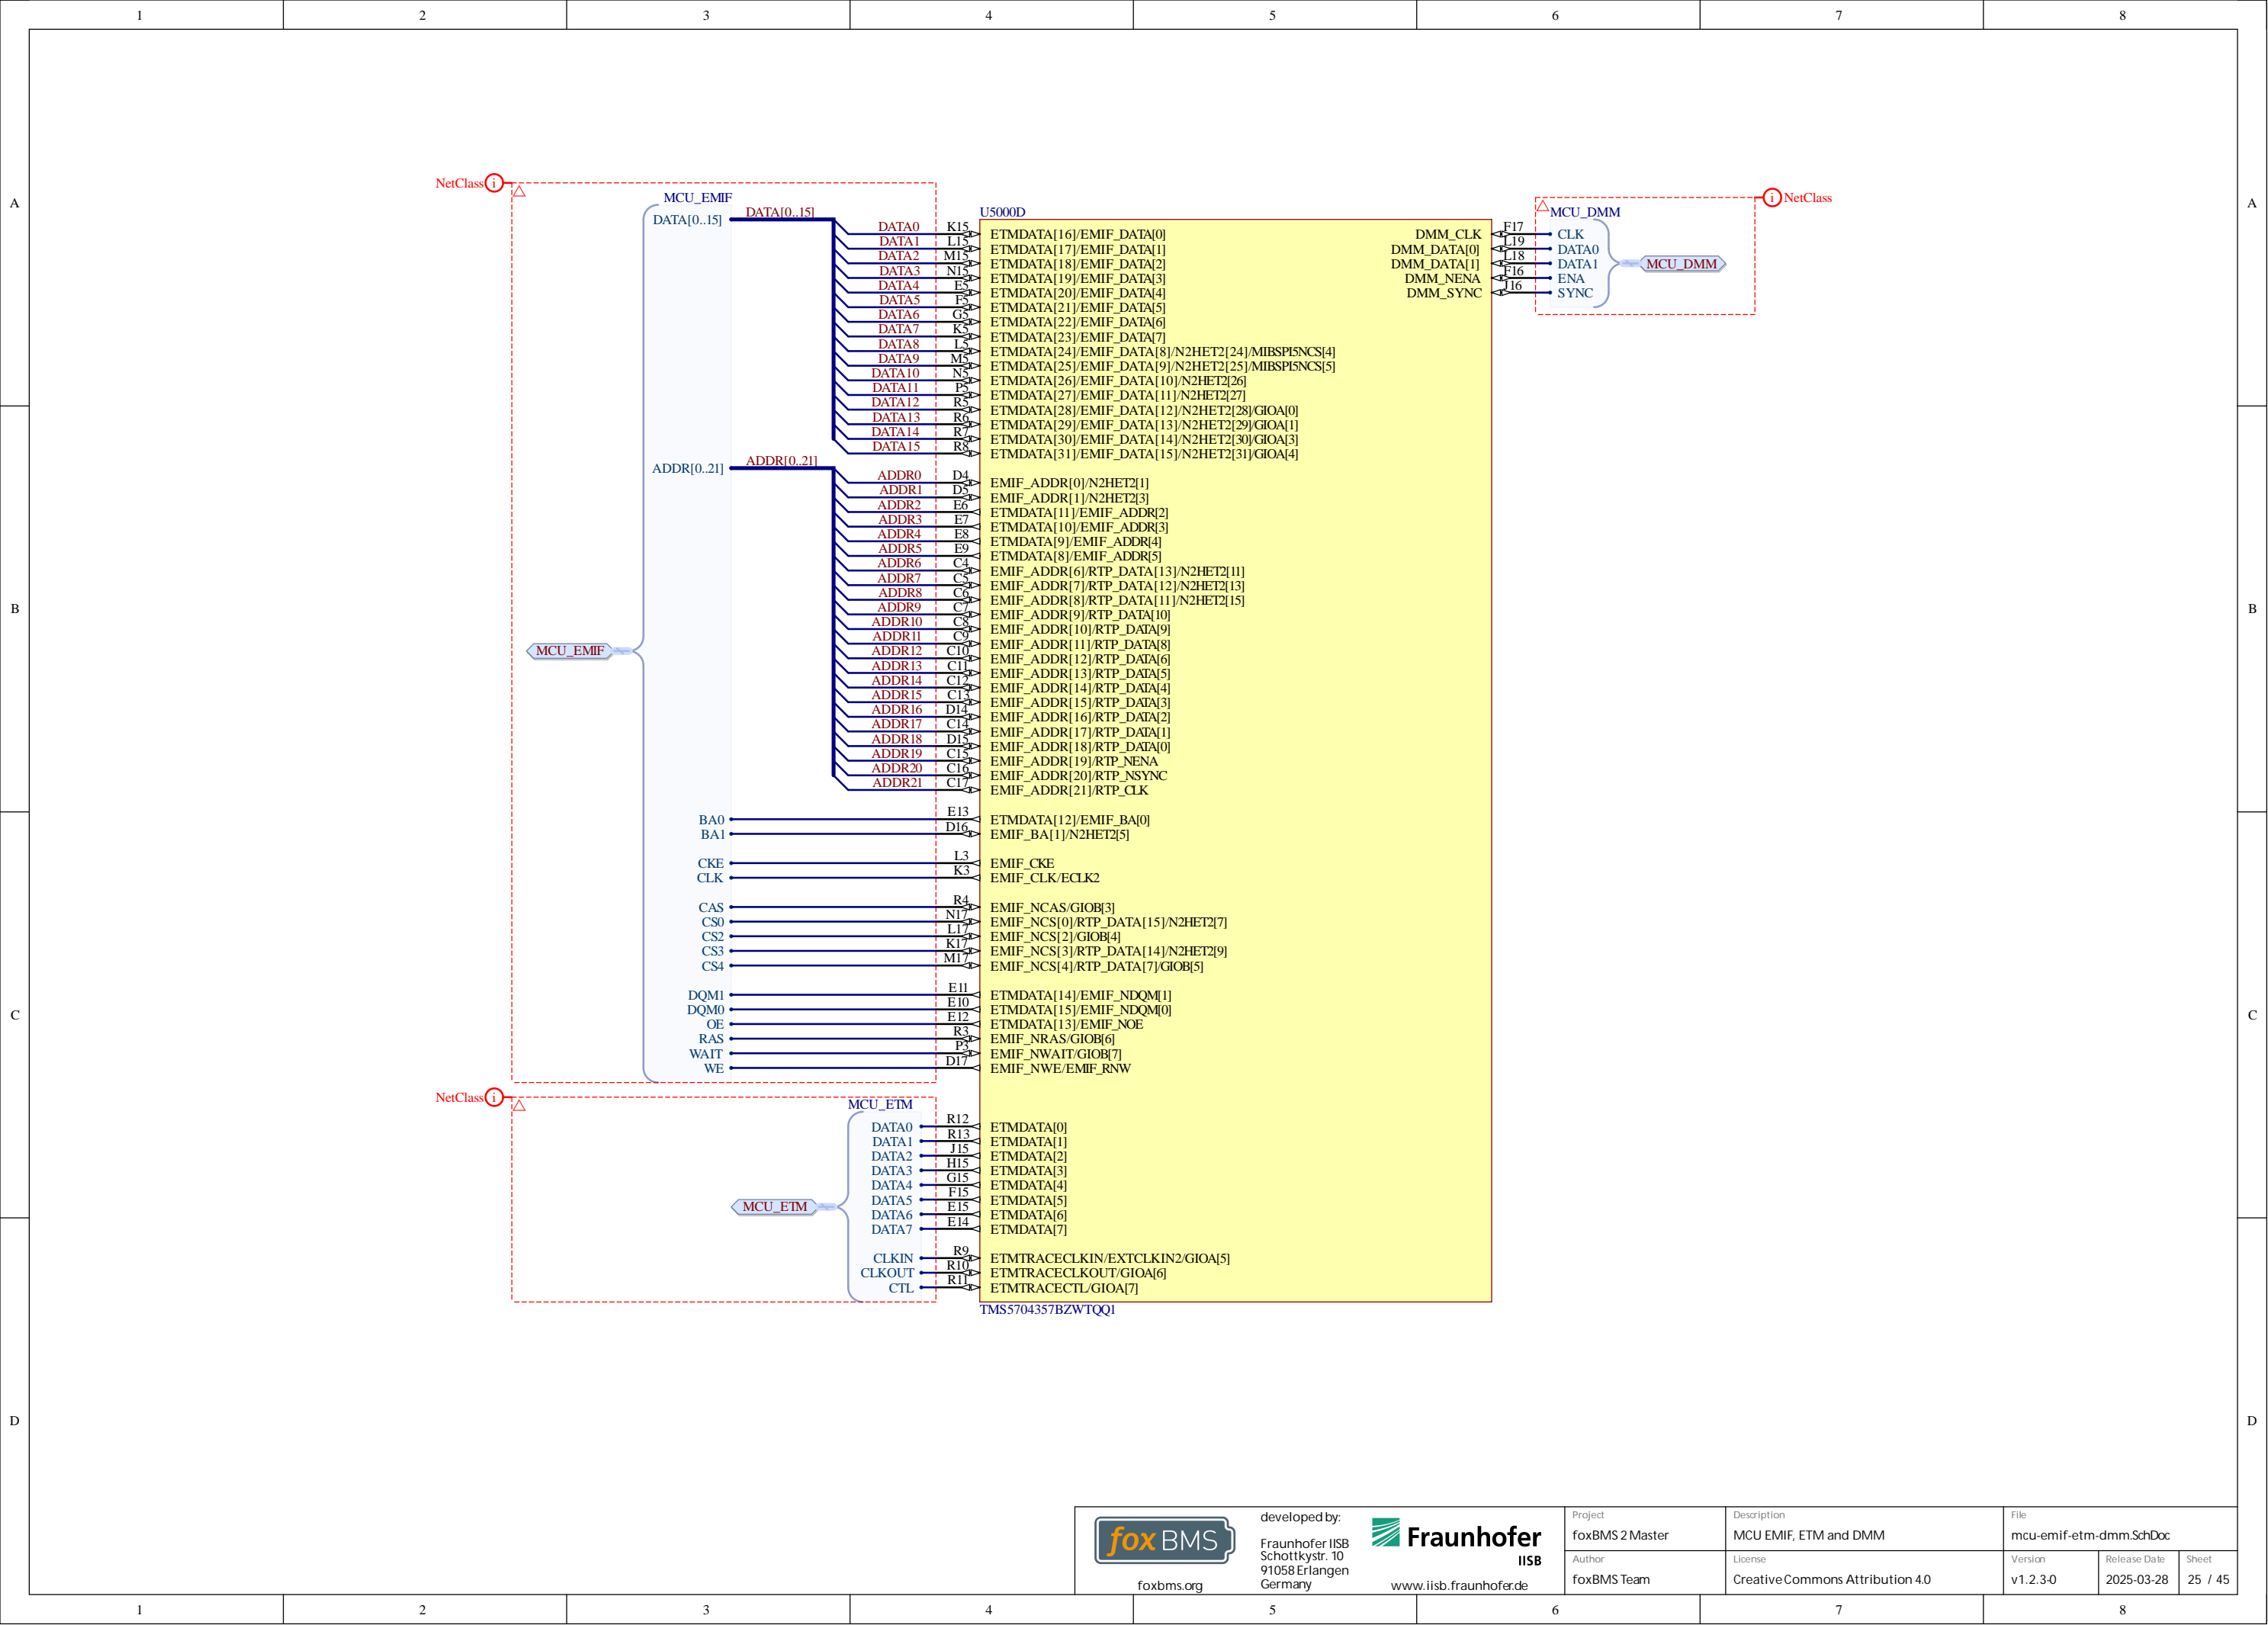 1 2 3 4 5 6 7 8
A A
B B
C C
D D
NetClass i
MCU_EMIF
DATA[0..15] DATA[0..15]
U5000D
DATA0 K15 ETMDATA[16]/EMIF_DATA[0]
DATA1 L15 ETMDATA[17]/EMIF_DATA[1]
DATA2 M15 ETMDATA[18]/EMIF_DATA[2]
DATA3 N15 ETMDATA[19]/EMIF_DATA[3]
DATA4 E5 ETMDATA[20]/EMIF_DATA[4]
DATA5 F5 ETMDATA[21]/EMIF_DATA[5]
DATA6 G5 ETMDATA[22]/EMIF_DATA[6]
DATA7 K5 ETMDATA[23]/EMIF_DATA[7]
DATA8 L5 ETMDATA[24]/EMIF_DATA[8]/N2HET2[24]/MIBSPI5NCS[4]
DATA9 M5 ETMDATA[25]/EMIF_DATA[9]/N2HET2[25]/MIBSPI5NCS[5]
DATA10 N5 ETMDATA[26]/EMIF_DATA[10]/N2HET2[26]
DATA11 P5 ETMDATA[27]/EMIF_DATA[11]/N2HET2[27]
DATA12 R5 ETMDATA[28]/EMIF_DATA[12]/N2HET2[28]/GIOA[0]
DATA13 R6 ETMDATA[29]/EMIF_DATA[13]/N2HET2[29]/GIOA[1]
DATA14 R7 ETMDATA[30]/EMIF_DATA[14]/N2HET2[30]/GIOA[3]
DATA15 R8 ETMDATA[31]/EMIF_DATA[15]/N2HET2[31]/GIOA[4]
ADDR[0..21] ADDR[0..21]
ADDR0 D4 EMIF_ADDR[0]/N2HET2[1]
ADDR1 D5 EMIF_ADDR[1]/N2HET2[3]
ADDR2 E6 ETMDATA[11]/EMIF_ADDR[2]
ADDR3 E7 ETMDATA[10]/EMIF_ADDR[3]
ADDR4 E8 ETMDATA[9]/EMIF_ADDR[4]
ADDR5 E9 ETMDATA[8]/EMIF_ADDR[5]
ADDR6 C4 EMIF_ADDR[6]/RTP_DATA[13]/N2HET2[11]
ADDR7 C5 EMIF_ADDR[7]/RTP_DATA[12]/N2HET2[13]
ADDR8 C6 EMIF_ADDR[8]/RTP_DATA[11]/N2HET2[15]
ADDR9 C7 EMIF_ADDR[9]/RTP_DATA[10]
ADDR10 C8 EMIF_ADDR[10]/RTP_DATA[9]
ADDR11 C9 EMIF_ADDR[11]/RTP_DATA[8]
ADDR12 C10 EMIF_ADDR[12]/RTP_DATA[6]
ADDR13 C11 EMIF_ADDR[13]/RTP_DATA[5]
ADDR14 C12 EMIF_ADDR[14]/RTP_DATA[4]
ADDR15 C13 EMIF_ADDR[15]/RTP_DATA[3]
ADDR16 D14 EMIF_ADDR[16]/RTP_DATA[2]
ADDR17 C14 EMIF_ADDR[17]/RTP_DATA[1]
ADDR18 D15 EMIF_ADDR[18]/RTP_DATA[0]
ADDR19 C15 EMIF_ADDR[19]/RTP_NENA
ADDR20 C16 EMIF_ADDR[20]/RTP_NSYNC
ADDR21 C17 EMIF_ADDR[21]/RTP_CLK
MCU_EMIF
BA0 E13 ETMDATA[12]/EMIF_BA[0]
BA1 D16 EMIF_BA[1]/N2HET2[5]
CKE L3 EMIF_CKE
CLK K3 EMIF_CLK/ECLK2
CAS R4 EMIF_NCAS/GIOB[3]
CS0 N17 EMIF_NCS[0]/RTP_DATA[15]/N2HET2[7]
CS2 L17 EMIF_NCS[2]/GIOB[4]
CS3 K17 EMIF_NCS[3]/RTP_DATA[14]/N2HET2[9]
CS4 M17 EMIF_NCS[4]/RTP_DATA[7]/GIOB[5]
DQM1 E11 ETMDATA[14]/EMIF_NDQM[1]
DQM0 E10 ETMDATA[15]/EMIF_NDQM[0]
OE E12 ETMDATA[13]/EMIF_NOE
RAS R3 EMIF_NRAS/GIOB[6]
WAIT P3 EMIF_NWAIT/GIOB[7]
WE D17 EMIF_NWE/EMIF_RNW
NetClass i
MCU_ETM
DATA0 R12 ETMDATA[0]
DATA1 R13 ETMDATA[1]
DATA2 J15 ETMDATA[2]
DATA3 H15 ETMDATA[3]
DATA4 G15 ETMDATA[4]
DATA5 F15 ETMDATA[5]
DATA6 E15 ETMDATA[6]
DATA7 E14 ETMDATA[7]
MCU_ETM
CLKIN R9 ETMTRACECLKIN/EXTCLKIN2/GIOA[5]
CLKOUT R10 ETMTRACECLKOUT/GIOA[6]
CTL R11 ETMTRACECTL/GIOA[7]
TMS5704357BZWTQQ1
i NetClass
MCU_DMM
DMM_CLK F17 CLK
DMM_DATA[0] L19 DATA0
DMM_DATA[1] L18 DATA1
DMM_NENA F16 ENA
DMM_SYNC J16 SYNC
MCU_DMM
fox BMS
foxbms.org
developed by:
Fraunhofer IISB
Schottkystr. 10
91058 Erlangen
Germany
Fraunhofer
IISB
www.iisb.fraunhofer.de
Project
foxBMS 2 Master
Description
MCU EMIF, ETM and DMM
File
mcu-emif-etm-dmm.SchDoc
Author
foxBMS Team
License
Creative Commons Attribution 4.0
Version
v1.2.3-0
Release Date
2025-03-28
Sheet
25 / 45
1 2 3 4 5 6 7 8